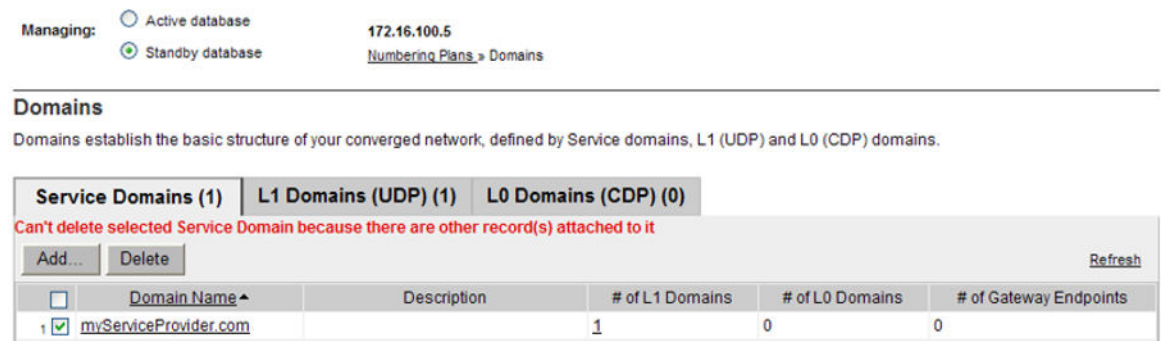 Managing:
Active database
Standby database
172.16.100.5
Numbering Plans » Domains
Domains
Domains establish the basic structure of your converged network, defined by Service domains, L1 (UDP) and L0 (CDP) domains.
Service Domains (1) L1 Domains (UDP) (1) L0 Domains (CDP) (0)
Can't delete selected Service Domain because there are other record(s) attached to it
Add... Delete Refresh
Domain Name Description # of L1 Domains # of L0 Domains # of Gateway Endpoints
1 myServiceProvider.com 1 0 0